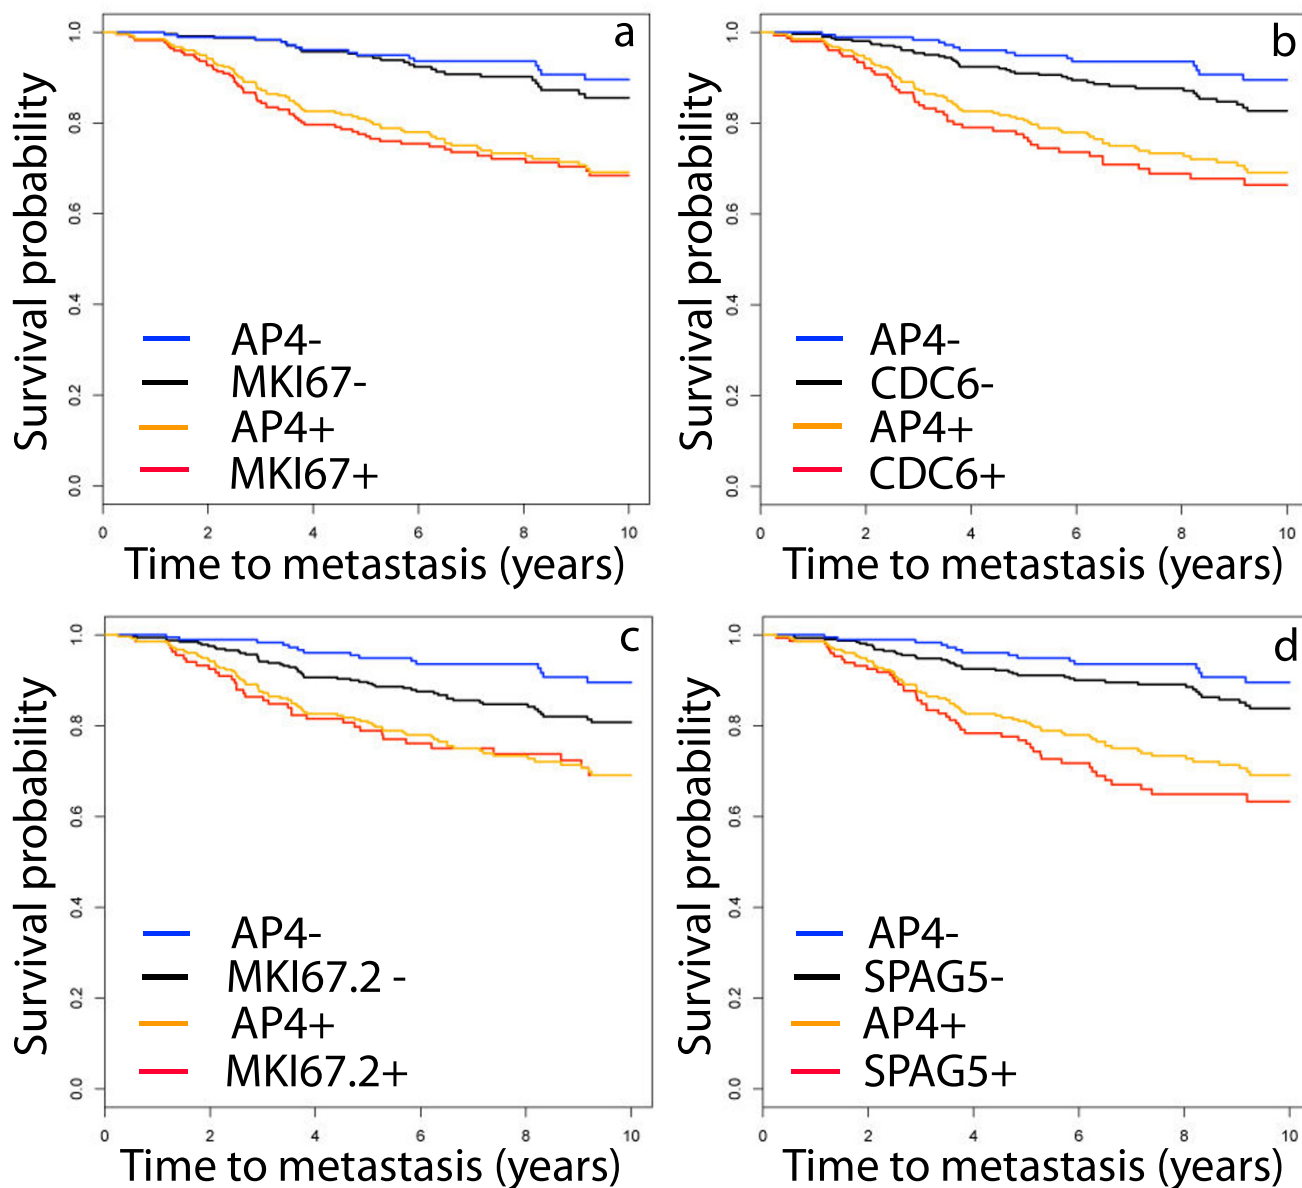 a
Survival probability
1.0
0.8
0.6
0.4
0.2
0.0
AP4-
MKI67-
AP4+
MKI67+
0 2 4 6 8 10
Time to metastasis (years)
b
Survival probability
1.0
0.8
0.6
0.4
0.2
0.0
AP4-
CDC6-
AP4+
CDC6+
0 2 4 6 8 10
Time to metastasis (years)
c
Survival probability
1.0
0.8
0.6
0.4
0.2
0.0
AP4-
MKI67.2 -
AP4+
MKI67.2+
0 2 4 6 8 10
Time to metastasis (years)
d
Survival probability
1.0
0.8
0.6
0.4
0.2
0.0
AP4-
SPAG5-
AP4+
SPAG5+
0 2 4 6 8 10
Time to metastasis (years)